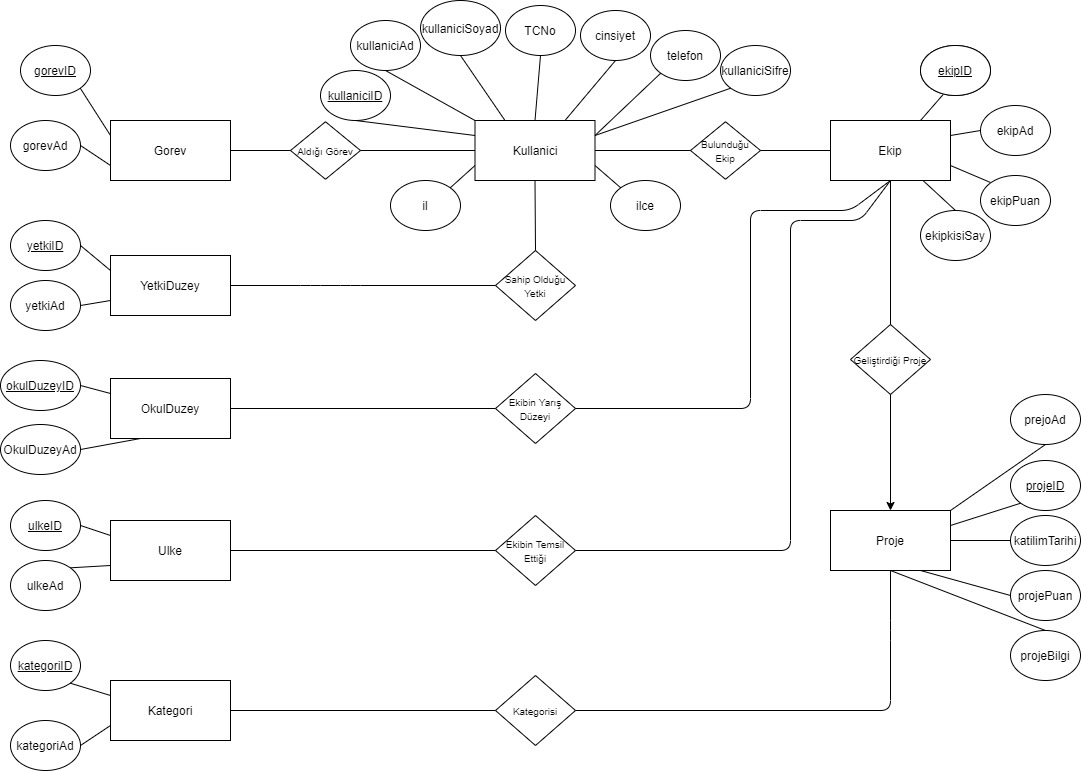 kullaniciSoyad
TCNo
cinsiyet
kullaniciAd
telefon
gorevID
kullaniciSifre
ekipID
kullaniciID
ekipAd
gorevAd
Gorev
Aldığı Görev
Kullanici
Bulunduğu
Ekip
Ekip
ekipPuan
il
ilce
ekipkisiSay
yetkiID
YetkiDuzey
Sahip Olduğu
Yetki
yetkiAd
Geliştirdiği Proje
okulDuzeyID
OkulDuzey
Ekibin Yarış
Düzeyi
OkulDuzeyAd
prejoAd
projeID
ulkeID
Ulke
Ekibin Temsil
Ettiği
Proje
katilimTarihi
ulkeAd
projePuan
projeBilgi
kategoriID
Kategori
Kategorisi
kategoriAd